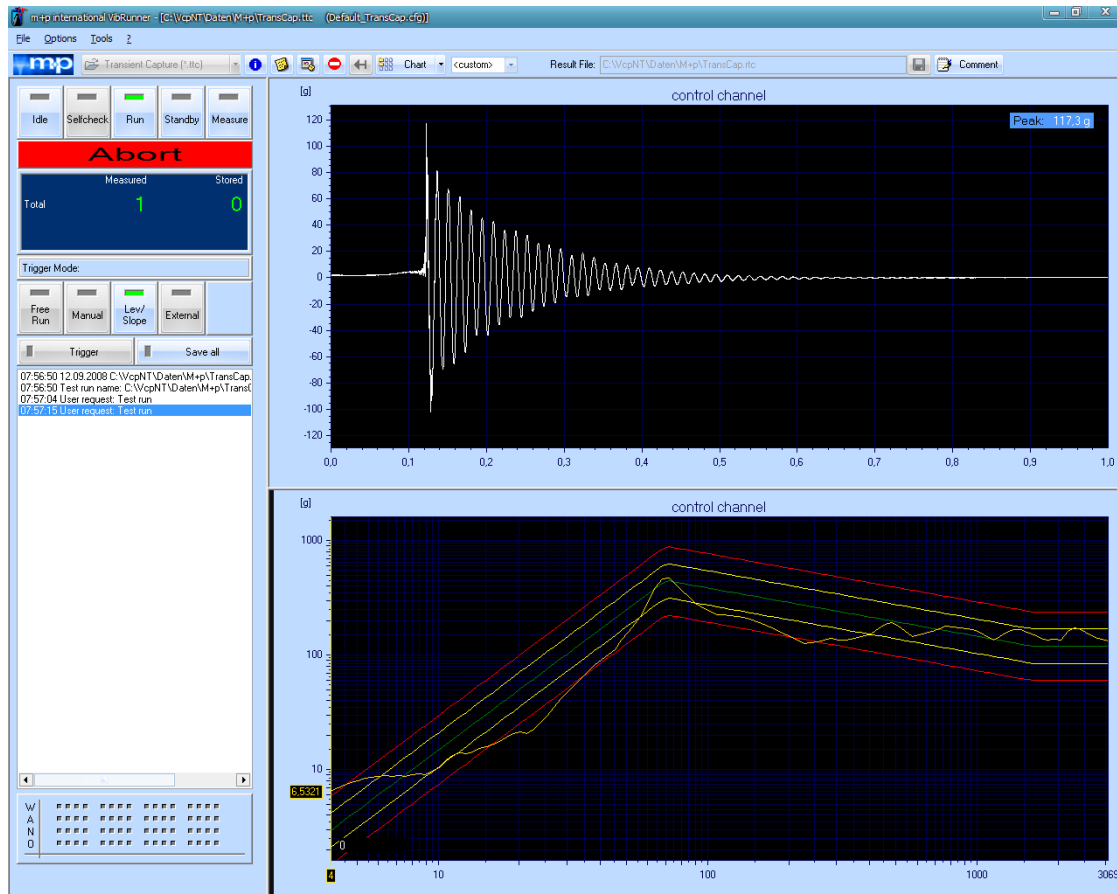 m+p international VibRunner - [C:\VcpNT\Daten\M+p\TransCap.ttc (Default_TransCap.cfg)]
File Options Tools ?
mp Transient Capture (*.ttc) Chart <custom> Result File: C:\VcpNT\Daten\M+p\TransCap.rtc Comment
Idle Selfcheck Run Standby Measure
Abort
Measured Stored
Total 1 0
Trigger Mode:
Free Run Manual Lev/ Slope External
Trigger Save all
07:56:50 12.09.2008 C:\VcpNT\Daten\M+p\TransCap.
07:56:50 Test run name: C:\VcpNT\Daten\M+p\Trans
07:57:04 User request: Test run
07:57:15 User request: Test run
W
A
N
O
[g] control channel
Peak: 117,3 g
120
100
80
60
40
20
0
-20
-40
-60
-80
-100
-120
0,0 0,1 0,2 0,3 0,4 0,5 0,6 0,7 0,8 0,9 1,0
[g] control channel
1000
100
10
6,5321
0
4 10 100 1000